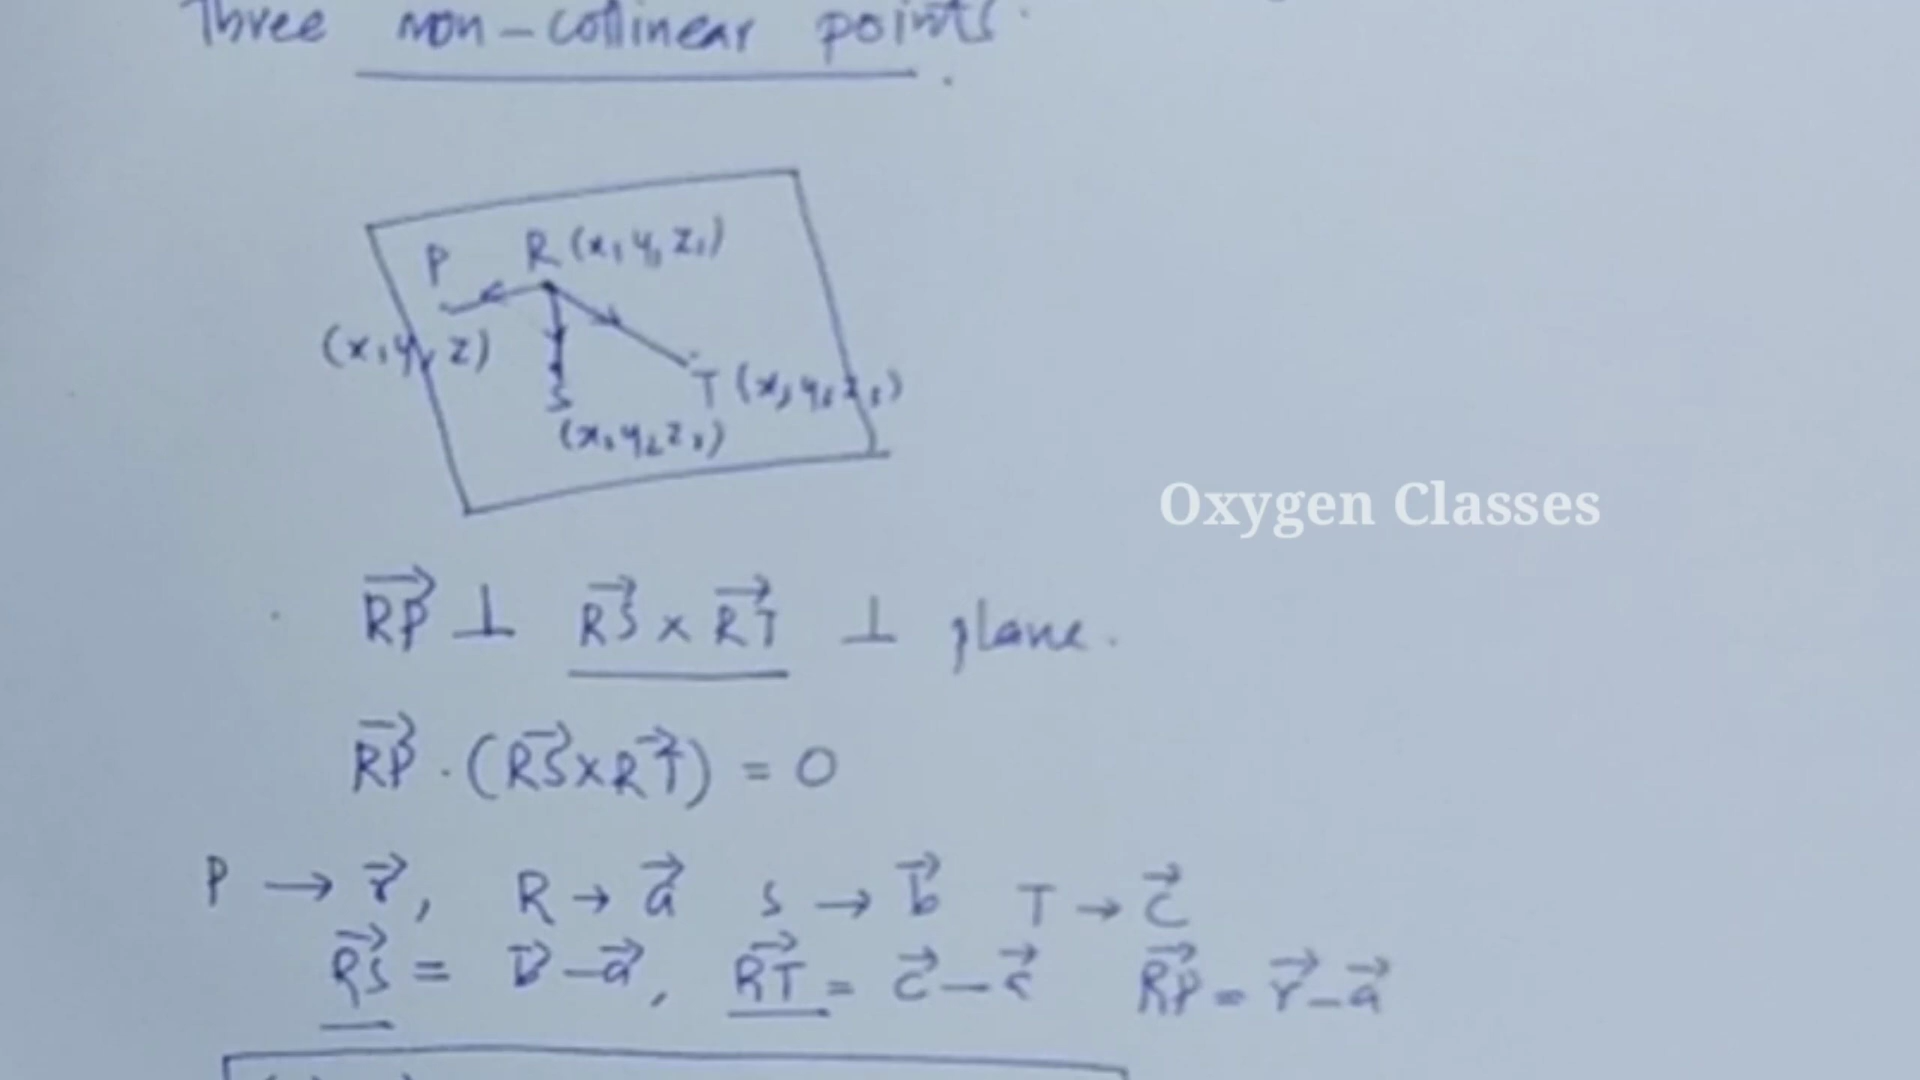 Three non-collinear points.
P R (x₁ y₁ z₁)
(x, y, z)
S T (x₃ y₃ z₃)
(x₂ y₂ z₂)
Oxygen Classes
RP⃗ ⊥ RS⃗ × RT⃗ ⊥ plane.
RP⃗ . (RS⃗ × RT⃗) = 0
P → r⃗, R → a⃗ S → b⃗ T → c⃗
RS⃗ = b⃗ – a⃗, RT⃗ = c⃗ – a⃗ RP⃗ = r⃗ – a⃗